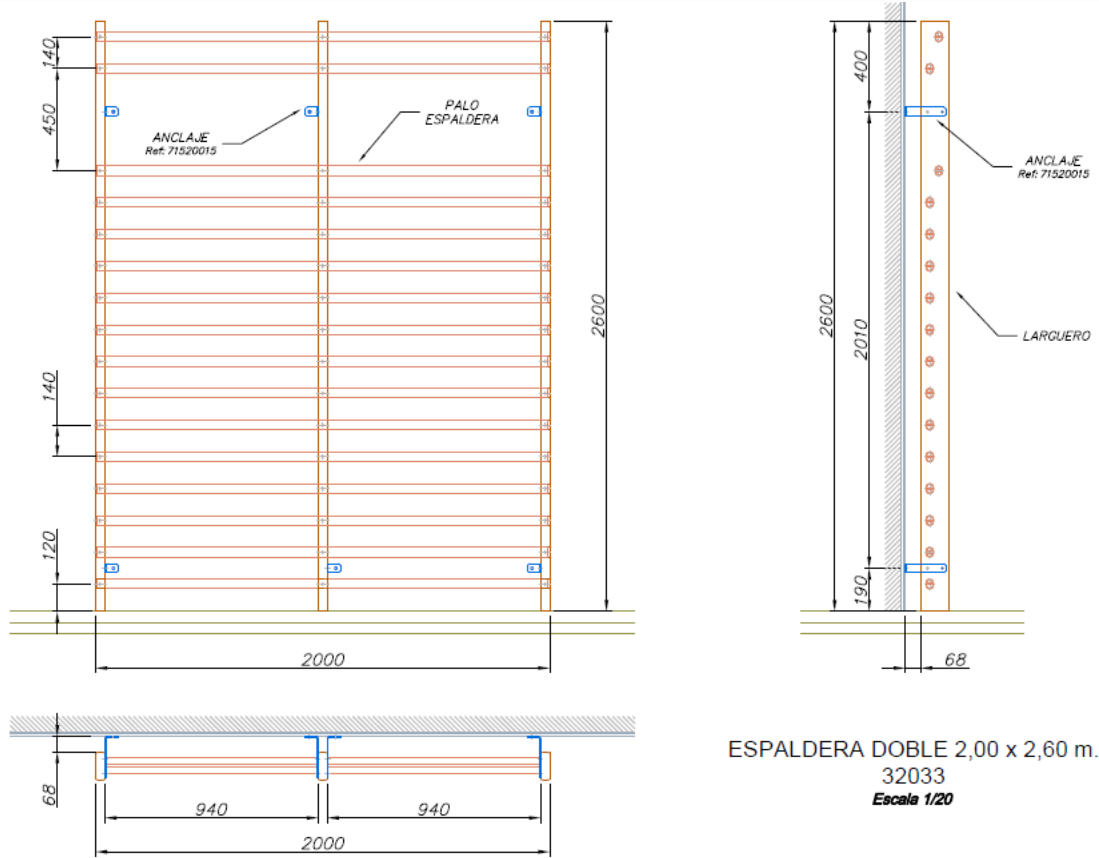 140
450
ANCLAJE
Ref: 71520015
PALO
ESPALDERA
140
120
2600
2000
400
2600
2010
190
68
ANCLAJE
Ref: 71520015
LARGUERO
68
940
940
2000
ESPALDERA DOBLE 2,00 x 2,60 m.
32033
Escala 1/20